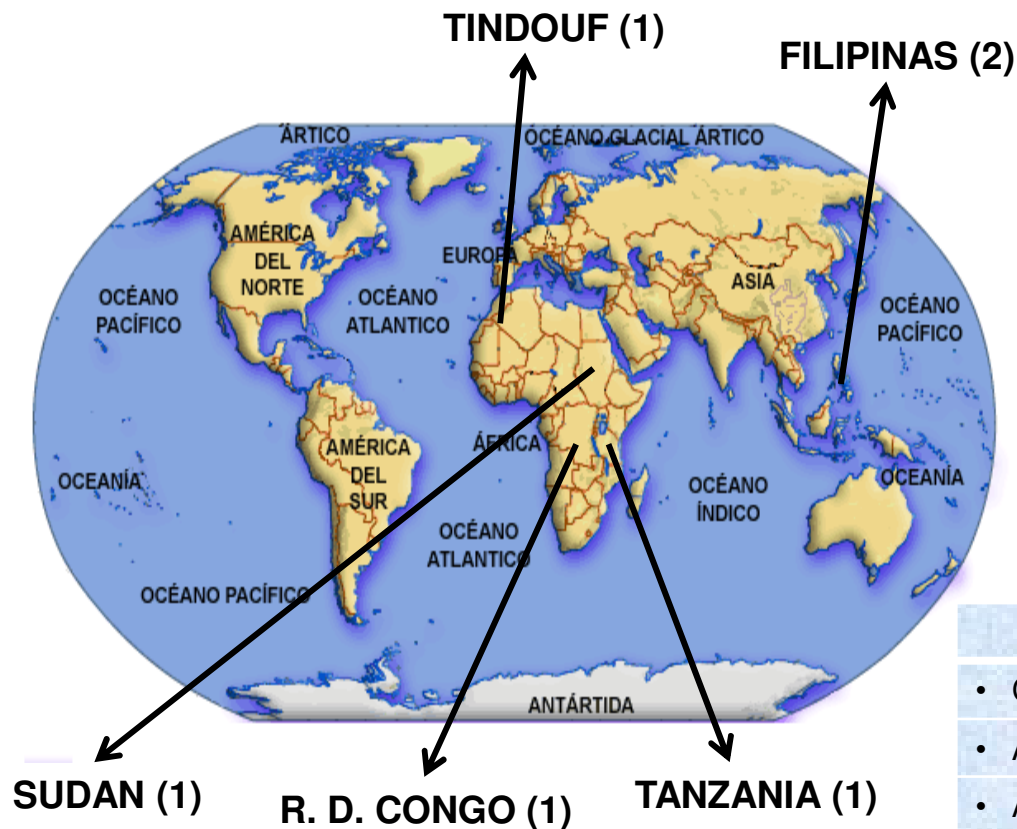 TINDOUF (1)
FILIPINAS (2)
ÁRTICO
ÓCÉANO GLACIAL ÁRTICO
AMÉRICA
DEL
NORTE
EUROPA
ASIA
OCÉANO
PACÍFICO
OCÉANO
ATLANTICO
OCÉANO
PACÍFICO
AMÉRICA
DEL
SUR
ÁFRICA
OCEANÍA
OCÉANO
ÍNDICO
OCEANÍA
OCÉANO
ATLANTICO
OCÉANO PACÍFICO
ANTÁRTIDA
SUDAN (1)
R. D. CONGO (1)
TANZANIA (1)
•
•  A
•  A